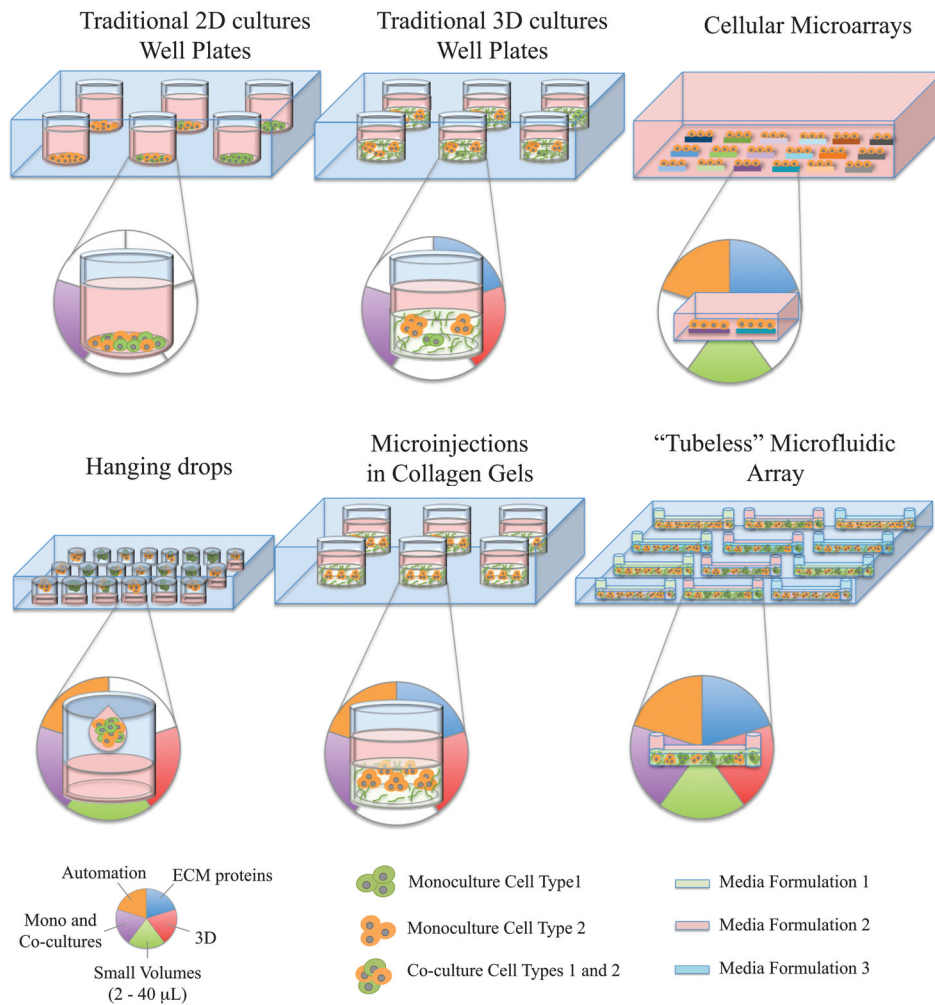 Traditional 2D cultures
Well Plates
Traditional 3D cultures
Well Plates
Cellular Microarrays
Hanging drops
Microinjections
in Collagen Gels
“Tubeless” Microfluidic
Array
Automation
ECM proteins
Mono and
Co-cultures
3D
Small Volumes
(2 - 40 μL)
Monoculture Cell Type1
Monoculture Cell Type 2
Co-culture Cell Types 1 and 2
Media Formulation 1
Media Formulation 2
Media Formulation 3